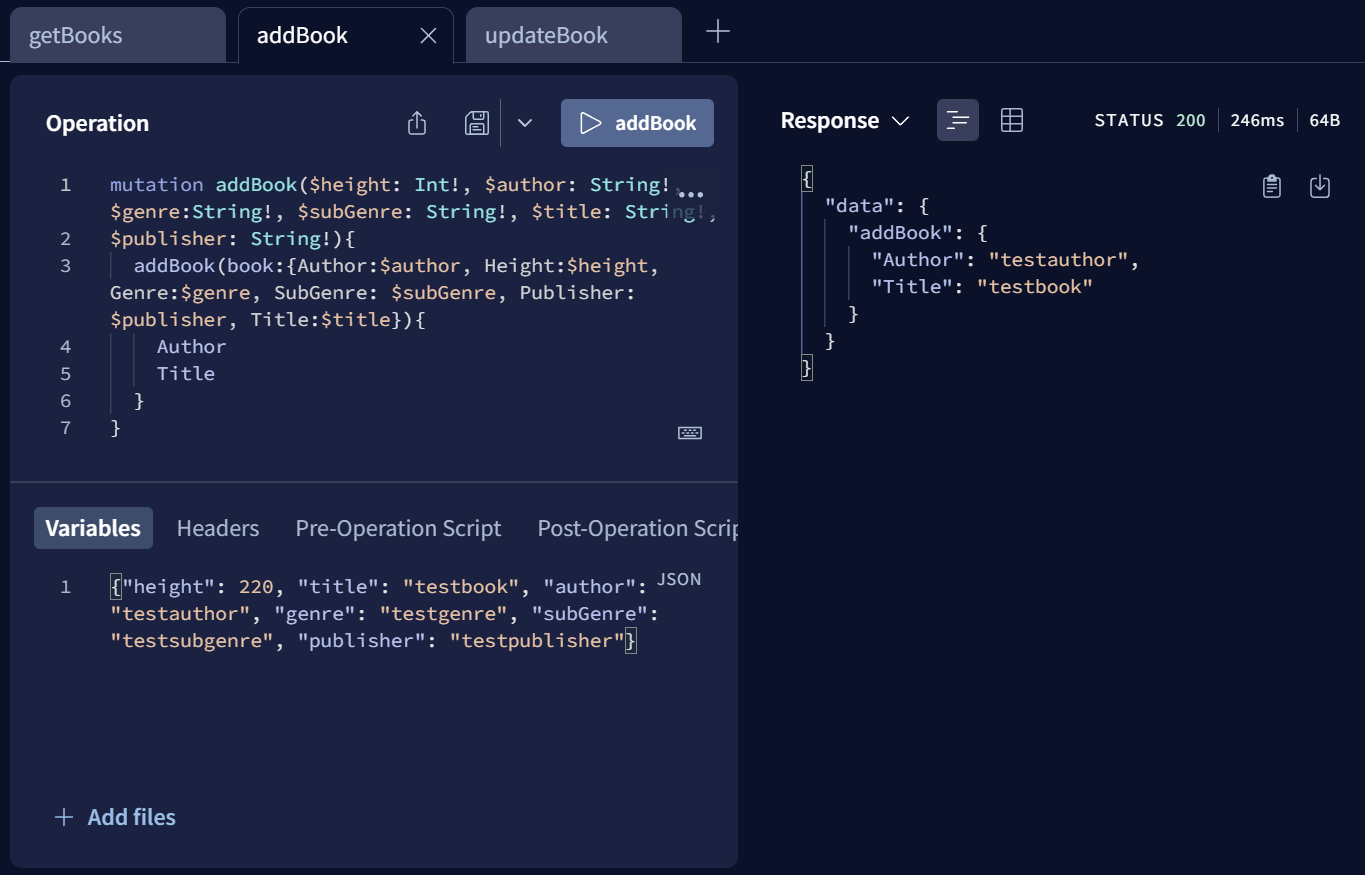 getBooks
addBook
updateBook
Operation
addBook
1 mutation addBook($height: Int!, $author: String!,
$genre:String!, $subGenre: String!, $title: String!,
2 $publisher: String!){
3 addBook(book:{Author:$author, Height:$height,
Genre:$genre, SubGenre: $subGenre, Publisher:
$publisher, Title:$title}){
4 Author
5 Title
6 }
7 }
Variables
Headers
Pre-Operation Script
Post-Operation Scrip
JSON
1 {"height": 220, "title": "testbook", "author":
"testauthor", "genre": "testgenre", "subGenre":
"testsubgenre", "publisher": "testpublisher"}
Add files
Response
STATUS 200
246ms
64B
{
"data": {
"addBook": {
"Author": "testauthor",
"Title": "testbook"
}
}
}